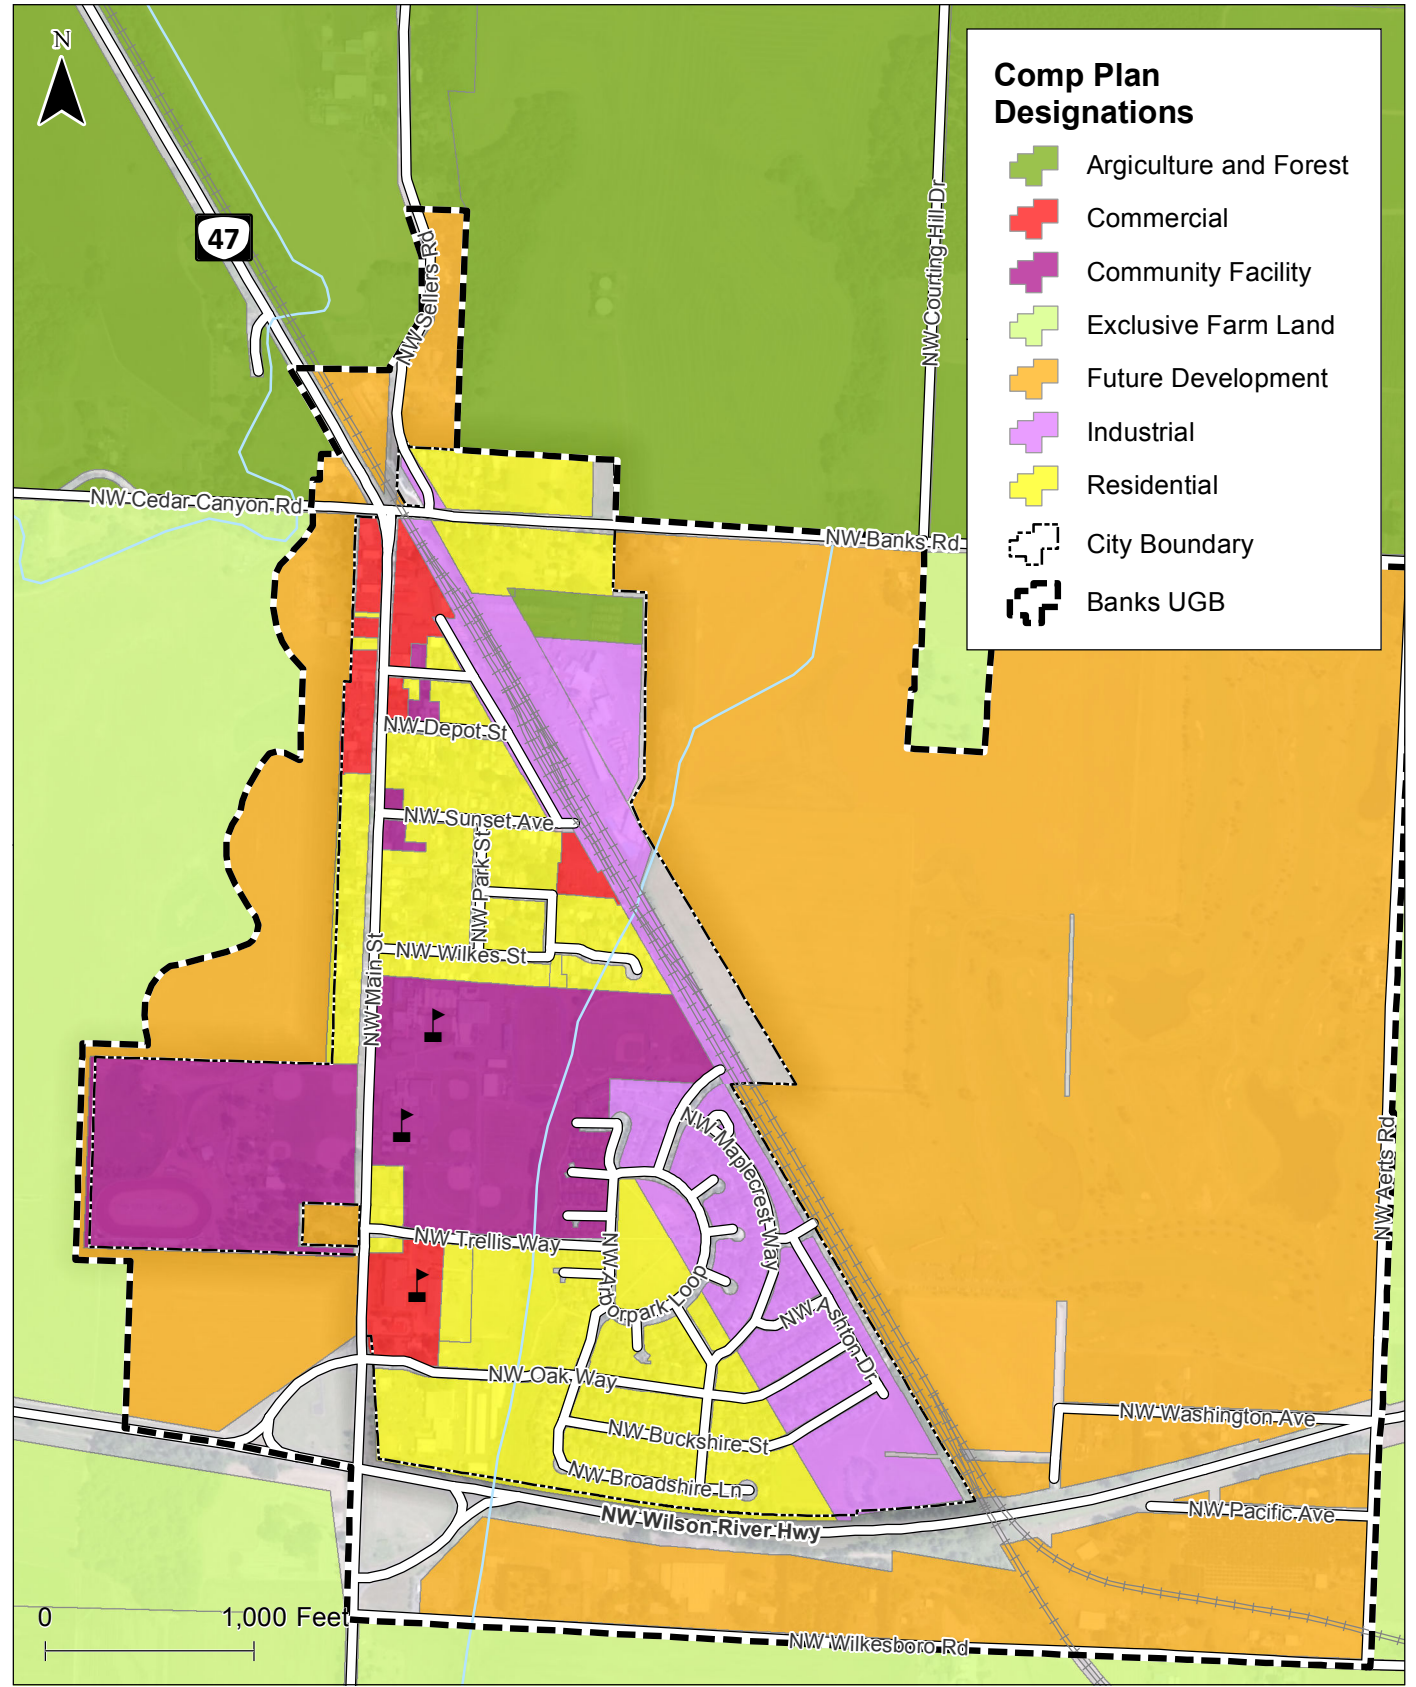 N
Comp Plan
Designations
Argiculture and Forest
Commercial
Community Facility
Exclusive Farm Land
Future Development
Industrial
Residential
City Boundary
Banks UGB
47
NW Sellers Rd
NW Courting Hill Dr
NW Cedar Canyon Rd
NW Banks Rd
NW Depot St
NW Sunset Ave
NW Park St
NW Wilkes St
NW Main St
NW Maplecrest Way
NW Trellis Way
NW Arborpark Loop
NW Ashton Dr
NW Aerts Rd
NW Oak Way
NW Buckshire St
NW Broadshire Ln
NW Washington Ave
NW Pacific Ave
NW Wilson River Hwy
NW Wilkesboro Rd
0 1,000 Feet